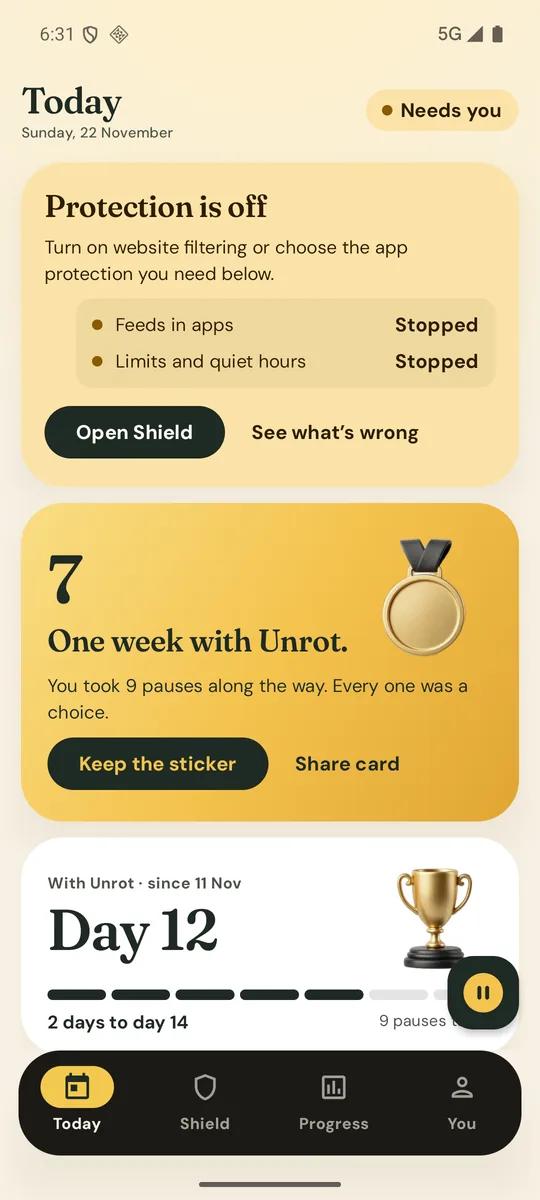 6:31
5G
Today
Sunday, 22 November
Needs you
Protection is off
Turn on website filtering or choose the app
protection you need below.
Feeds in apps
Stopped
Limits and quiet hours
Stopped
Open Shield
See what’s wrong
7
One week with Unrot.
You took 9 pauses along the way. Every one was a
choice.
Keep the sticker
Share card
With Unrot · since 11 Nov
Day 12
2 days to day 14
9 pauses
Today
Shield
Progress
You